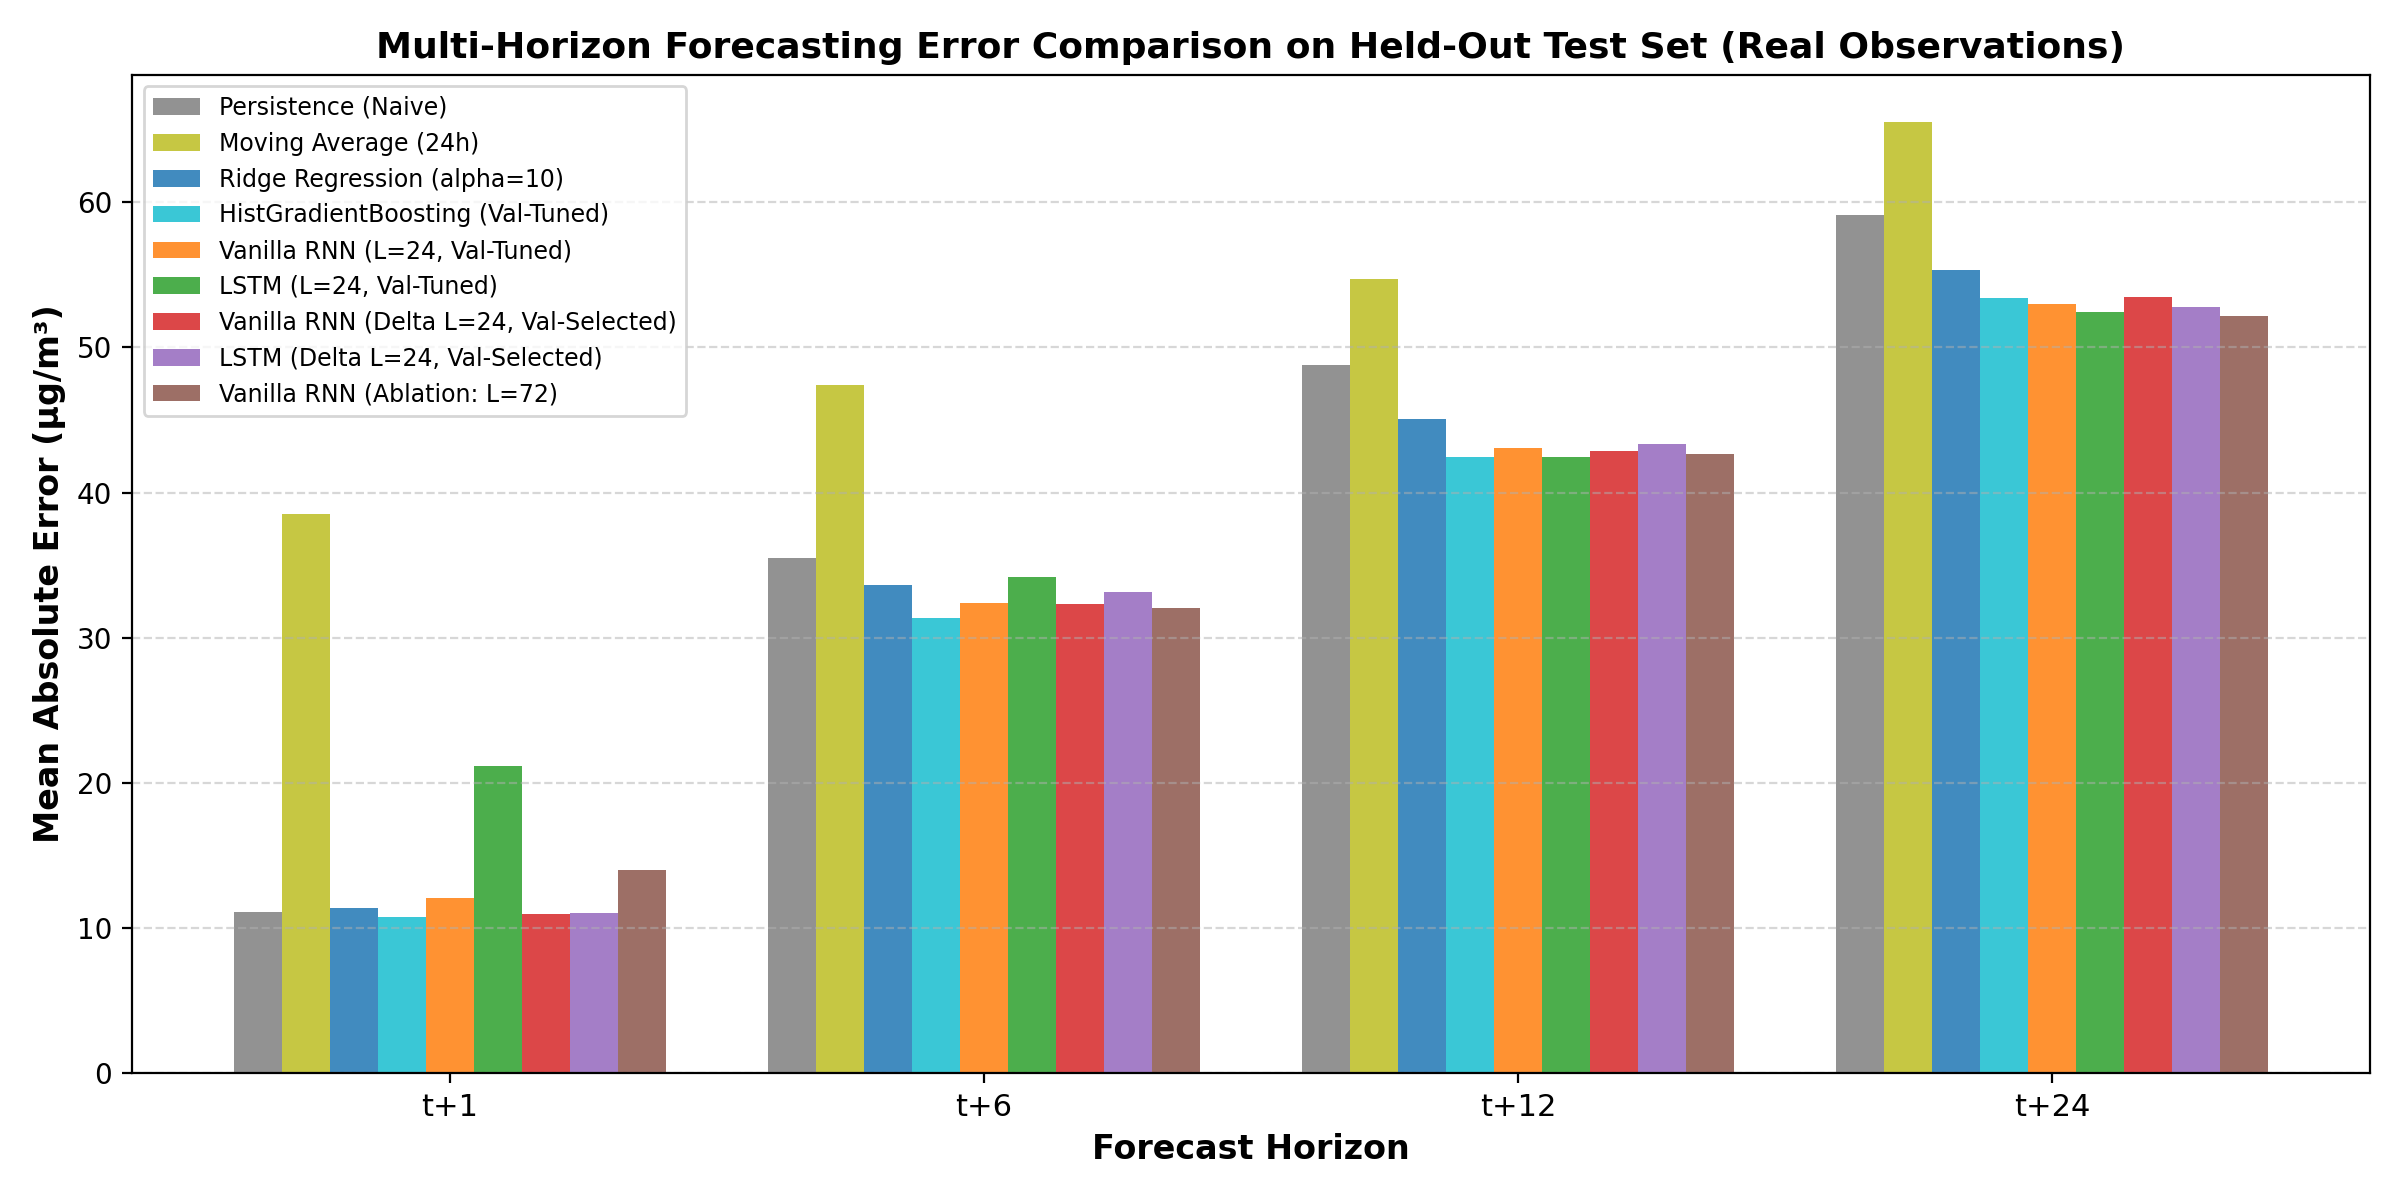 Multi-Horizon Forecasting Error Comparison on Held-Out Test Set (Real Observations)
Persistence (Naive)
Moving Average (24h)
Ridge Regression (alpha=10)
HistGradientBoosting (Val-Tuned)
Vanilla RNN (L=24, Val-Tuned)
LSTM (L=24, Val-Tuned)
Vanilla RNN (Delta L=24, Val-Selected)
LSTM (Delta L=24, Val-Selected)
Vanilla RNN (Ablation: L=72)
Mean Absolute Error (µg/m³)
60
50
40
30
20
10
0
t+1
t+6
t+12
t+24
Forecast Horizon